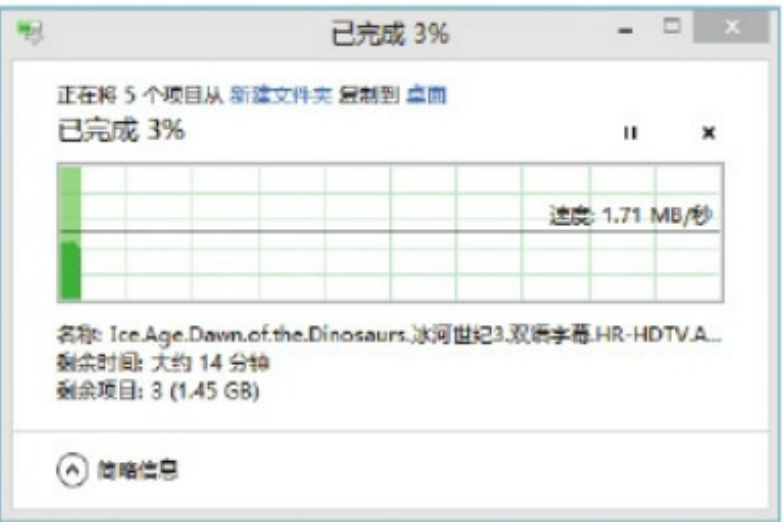 已完成 3%
正在将 5 个项目从 新建文件夹 复制到 桌面
已完成 3%
速度: 1.71 MB/秒
名称: Ice.Age.Dawn.of.the.Dinosaurs.冰河世纪3.双语字幕.HR-HDTV.A...
剩余时间: 大约 14 分钟
剩余项目: 3 (1.45 GB)
简略信息